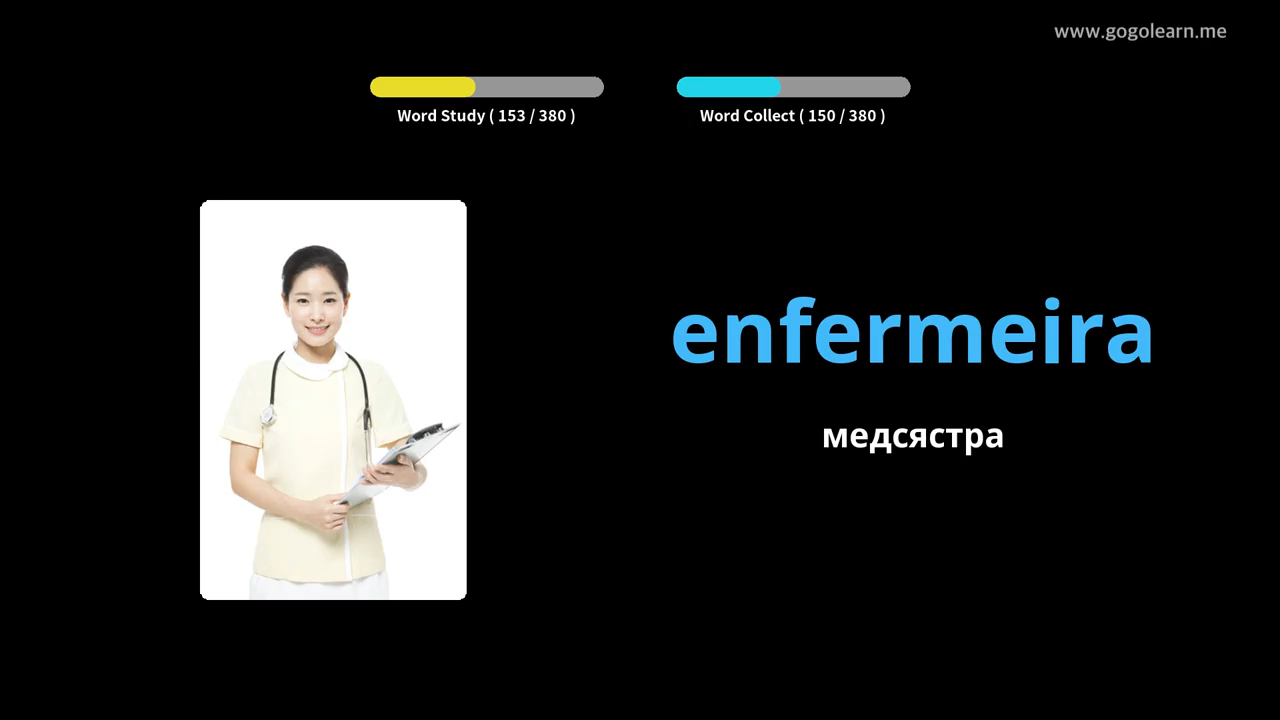 www.gogolearn.me
Word Study ( 153 / 380 )
Word Collect ( 150 / 380 )
enfermeira
медсястра